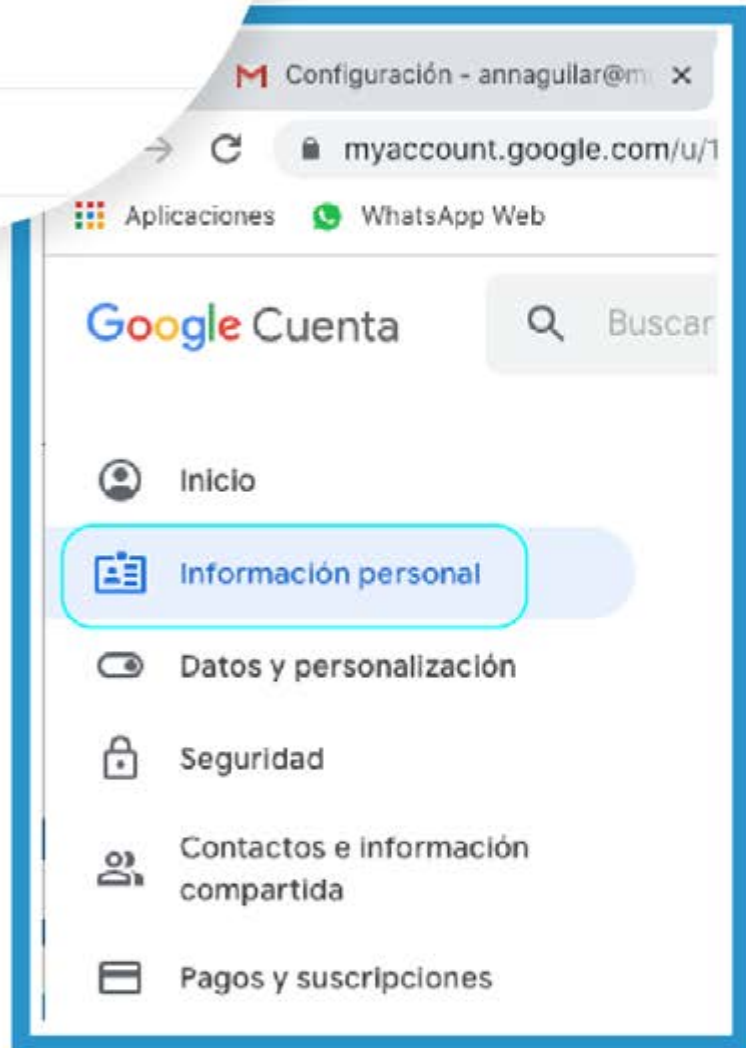 Configuración - annaguilar@m
myaccount.google.com/u/1
Aplicaciones WhatsApp Web
Google Cuenta Buscar
Inicio
Información personal
Datos y personalización
Seguridad
Contactos e información
compartida
Pagos y suscripciones